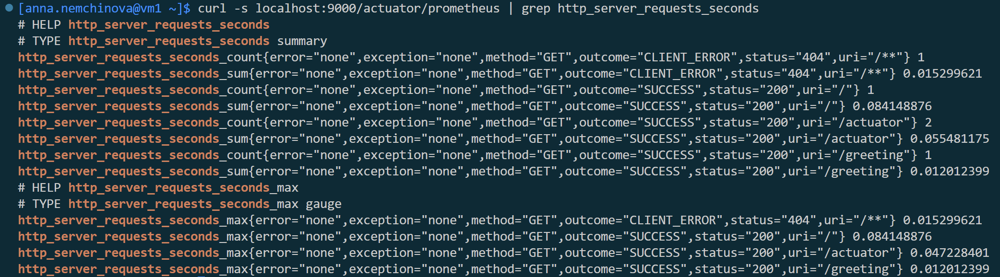 [anna.nemchinova@vm1 ~]$ curl -s localhost:9000/actuator/prometheus | grep http_server_requests_seconds
# HELP http_server_requests_seconds
# TYPE http_server_requests_seconds summary
http_server_requests_seconds_count{error="none",exception="none",method="GET",outcome="CLIENT_ERROR",status="404",uri="/**"} 1
http_server_requests_seconds_sum{error="none",exception="none",method="GET",outcome="CLIENT_ERROR",status="404",uri="/**"} 0.015299621
http_server_requests_seconds_count{error="none",exception="none",method="GET",outcome="SUCCESS",status="200",uri="/"} 1
http_server_requests_seconds_sum{error="none",exception="none",method="GET",outcome="SUCCESS",status="200",uri="/"} 0.084148876
http_server_requests_seconds_count{error="none",exception="none",method="GET",outcome="SUCCESS",status="200",uri="/actuator"} 2
http_server_requests_seconds_sum{error="none",exception="none",method="GET",outcome="SUCCESS",status="200",uri="/actuator"} 0.055481175
http_server_requests_seconds_count{error="none",exception="none",method="GET",outcome="SUCCESS",status="200",uri="/greeting"} 1
http_server_requests_seconds_sum{error="none",exception="none",method="GET",outcome="SUCCESS",status="200",uri="/greeting"} 0.012012399
# HELP http_server_requests_seconds_max
# TYPE http_server_requests_seconds_max gauge
http_server_requests_seconds_max{error="none",exception="none",method="GET",outcome="CLIENT_ERROR",status="404",uri="/**"} 0.015299621
http_server_requests_seconds_max{error="none",exception="none",method="GET",outcome="SUCCESS",status="200",uri="/"} 0.084148876
http_server_requests_seconds_max{error="none",exception="none",method="GET",outcome="SUCCESS",status="200",uri="/actuator"} 0.047228401
http_server_requests_seconds_max{error="none",exception="none",method="GET",outcome="SUCCESS",status="200",uri="/greeting"} 0.012012399